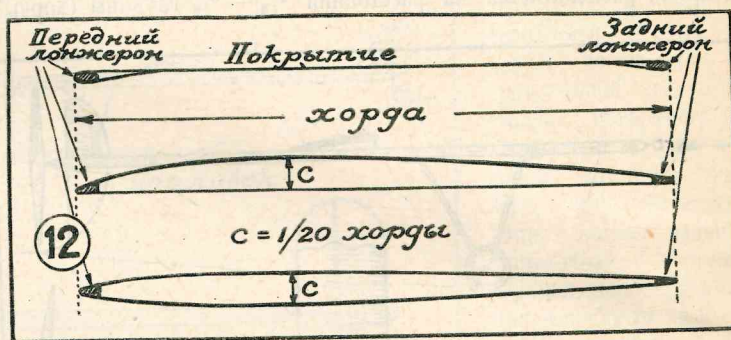 Передний
лонжерон
Покрытие
Задний
лонжерон
хорда
С
12
С = 1/20 хорды
С